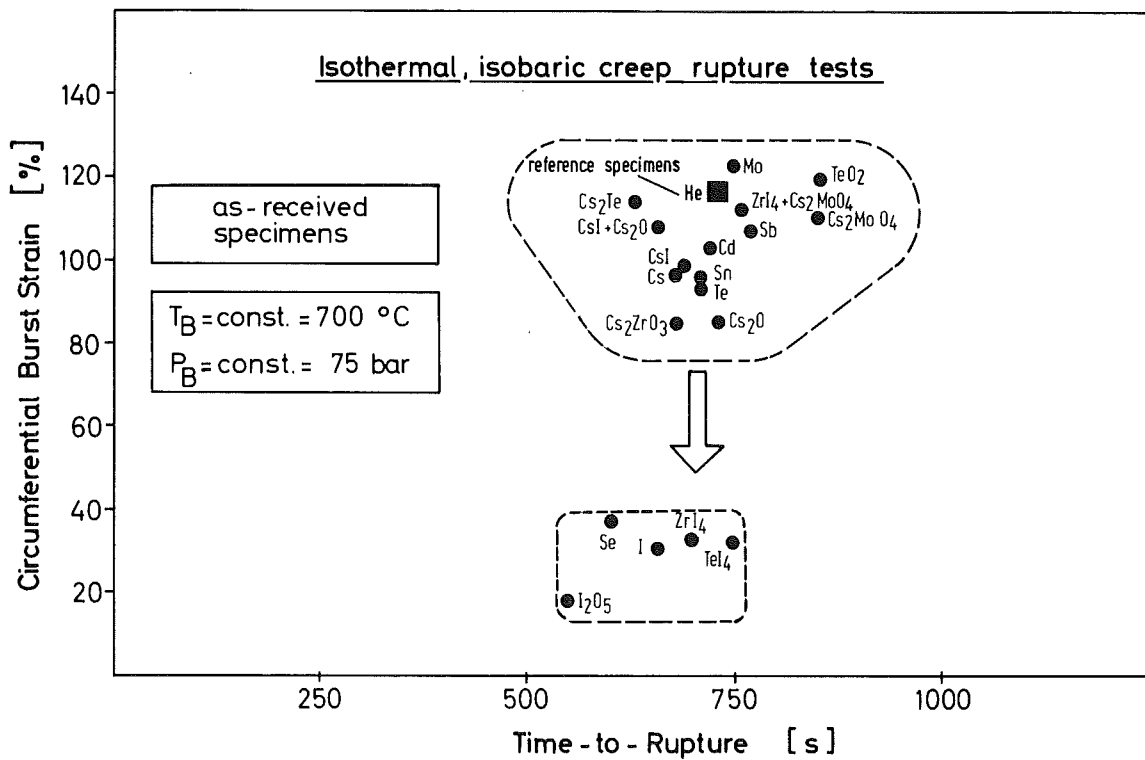 Isothermal, isobaric creep rupture tests
Circumferential Burst Strain [%]
140
120
100
80
60
40
20
as-received
specimens
T_B = const. = 700 °C
P_B = const. = 75 bar
reference specimens
He
Mo
TeO₂
Cs₂Te
ZrI₄ + Cs₂MoO₄
CsI + Cs₂O
Cs₂MoO₄
Sb
Cd
CsI
Cs
Sn
Te
Cs₂ZrO₃
Cs₂O
Se
I
ZrI₄
TeI₄
I₂O₅
250
500
750
1000
Time - to - Rupture [s]